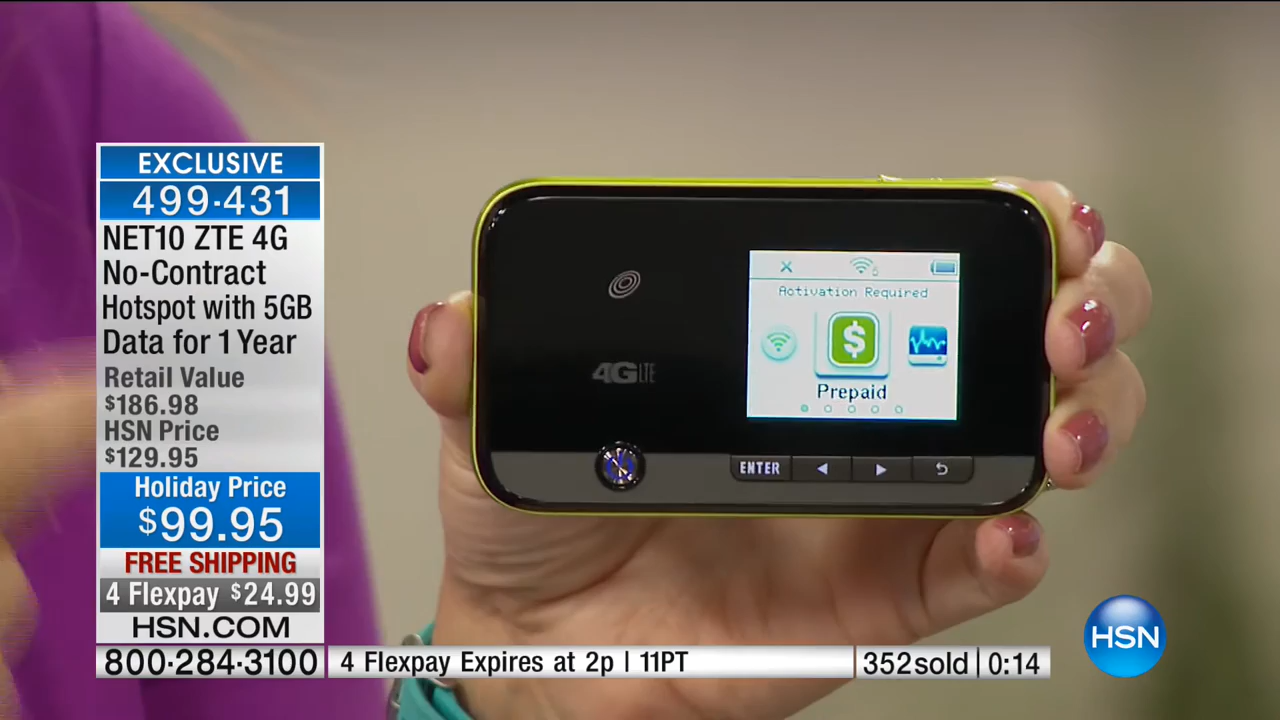 EXCLUSIVE
499·431
NET10 ZTE 4G
No-Contract
Hotspot with 5GB
Data for 1 Year
Retail Value
$186.98
HSN Price
$129.95
Holiday Price
$99.95
FREE SHIPPING
4 Flexpay $24.99
HSN.COM
800·284·3100
4 Flexpay Expires at 2p | 11PT
352sold | 0:14
Activation Required
$
Prepaid
4G LTE
ENTER
HSN